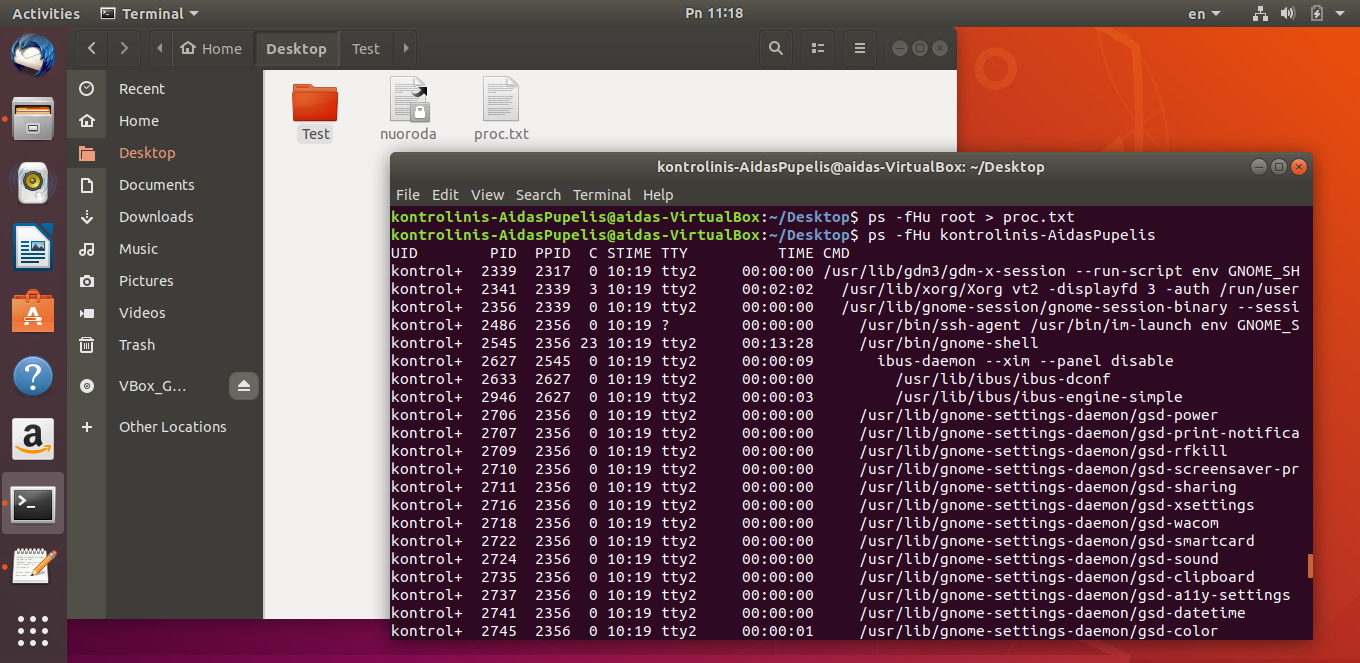 Activities
Terminal
Pn 11:18
en
Home
Desktop
Test
Recent
Home
Desktop
Documents
Downloads
Music
Pictures
Videos
Trash
VBox_G…
Other Locations
Test
nuoroda
proc.txt
kontrolinis-AidasPupelis@aidas-VirtualBox: ~/Desktop
File Edit View Search Terminal Help
kontrolinis-AidasPupelis@aidas-VirtualBox:~/Desktop$ ps -fHu root > proc.txt
kontrolinis-AidasPupelis@aidas-VirtualBox:~/Desktop$ ps -fHu kontrolinis-AidasPupelis
UID        PID  PPID  C STIME TTY          TIME CMD
kontrol+  2339  2317  0 10:19 tty2     00:00:00 /usr/lib/gdm3/gdm-x-session --run-script env GNOME_SH
kontrol+  2341  2339  3 10:19 tty2     00:02:02   /usr/lib/xorg/Xorg vt2 -displayfd 3 -auth /run/user
kontrol+  2356  2339  0 10:19 tty2     00:00:00   /usr/lib/gnome-session/gnome-session-binary --sessi
kontrol+  2486  2356  0 10:19 ?        00:00:00     /usr/bin/ssh-agent /usr/bin/im-launch env GNOME_S
kontrol+  2545  2356 23 10:19 tty2     00:13:28     /usr/bin/gnome-shell
kontrol+  2627  2545  0 10:19 tty2     00:00:09       ibus-daemon --xim --panel disable
kontrol+  2633  2627  0 10:19 tty2     00:00:00         /usr/lib/ibus/ibus-dconf
kontrol+  2946  2627  0 10:19 tty2     00:00:03         /usr/lib/ibus/ibus-engine-simple
kontrol+  2706  2356  0 10:19 tty2     00:00:00     /usr/lib/gnome-settings-daemon/gsd-power
kontrol+  2707  2356  0 10:19 tty2     00:00:00     /usr/lib/gnome-settings-daemon/gsd-print-notifica
kontrol+  2709  2356  0 10:19 tty2     00:00:00     /usr/lib/gnome-settings-daemon/gsd-rfkill
kontrol+  2710  2356  0 10:19 tty2     00:00:00     /usr/lib/gnome-settings-daemon/gsd-screensaver-pr
kontrol+  2711  2356  0 10:19 tty2     00:00:00     /usr/lib/gnome-settings-daemon/gsd-sharing
kontrol+  2716  2356  0 10:19 tty2     00:00:00     /usr/lib/gnome-settings-daemon/gsd-xsettings
kontrol+  2718  2356  0 10:19 tty2     00:00:00     /usr/lib/gnome-settings-daemon/gsd-wacom
kontrol+  2722  2356  0 10:19 tty2     00:00:00     /usr/lib/gnome-settings-daemon/gsd-smartcard
kontrol+  2724  2356  0 10:19 tty2     00:00:00     /usr/lib/gnome-settings-daemon/gsd-sound
kontrol+  2735  2356  0 10:19 tty2     00:00:00     /usr/lib/gnome-settings-daemon/gsd-clipboard
kontrol+  2737  2356  0 10:19 tty2     00:00:00     /usr/lib/gnome-settings-daemon/gsd-a11y-settings
kontrol+  2741  2356  0 10:19 tty2     00:00:00     /usr/lib/gnome-settings-daemon/gsd-datetime
kontrol+  2745  2356  0 10:19 tty2     00:00:01     /usr/lib/gnome-settings-daemon/gsd-color